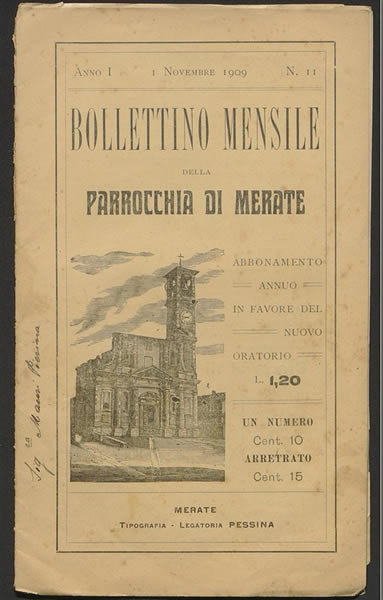 Anno I 1 Novembre 1909 N. 11
BOLLETTINO MENSILE
DELLA
PARROCCHIA DI MERATE
ABBONAMENTO
ANNUO
IN FAVORE DEL
NUOVO
ORATORIO
L. 1,20
UN NUMERO
Cent. 10
ARRETRATO
Cent. 15
MERATE
Tipografia - Legatoria PESSINA